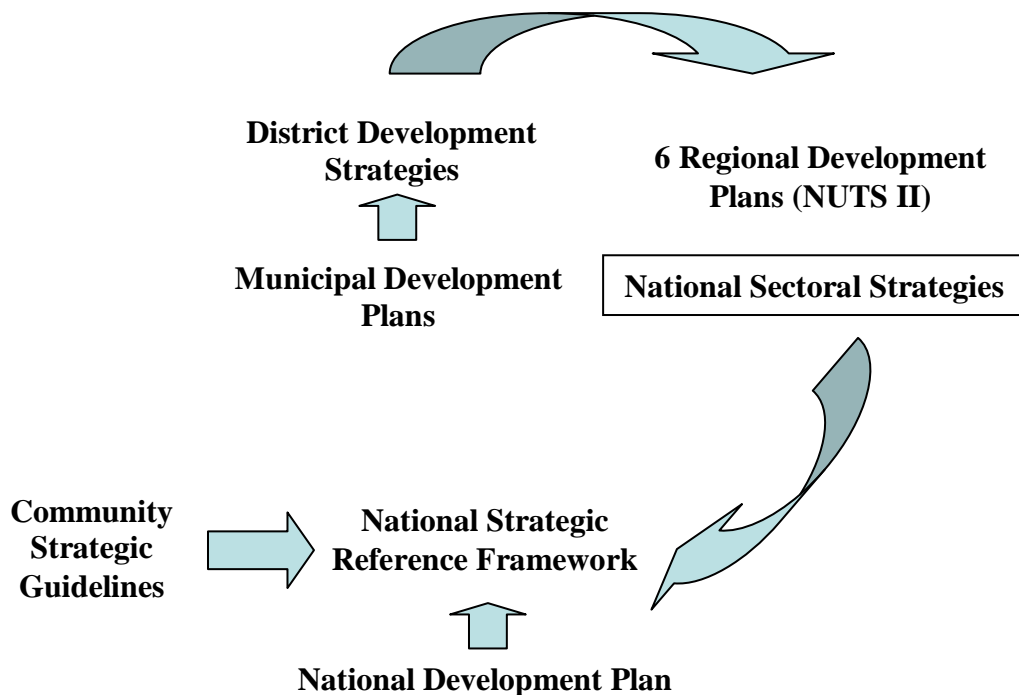 District Development
Strategies
6 Regional Development
Plans (NUTS II)
Municipal Development
Plans
National Sectoral Strategies
Community
Strategic
Guidelines
National Strategic
Reference Framework
National Development Plan